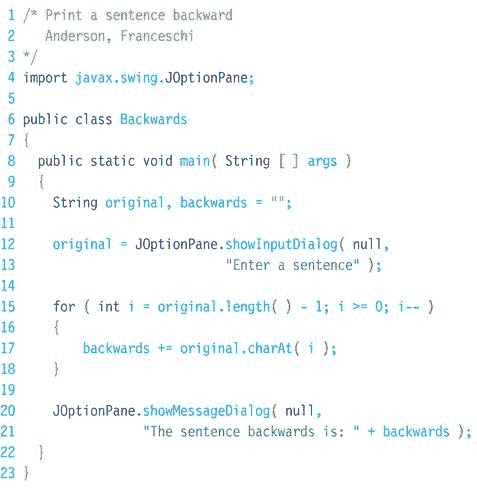 1 /* Print a sentence backward
2    Anderson, Franceschi
3 */
4 import javax.swing.JOptionPane;
5
6 public class Backwards
7 {
8   public static void main( String [ ] args )
9   {
10    String original, backwards = "";
11
12    original = JOptionPane.showInputDialog( null,
13                           "Enter a sentence" );
14
15    for ( int i = original.length( ) - 1; i >= 0; i-- )
16    {
17        backwards += original.charAt( i );
18    }
19
20    JOptionPane.showMessageDialog( null,
21                "The sentence backwards is: " + backwards );
22  }
23 }